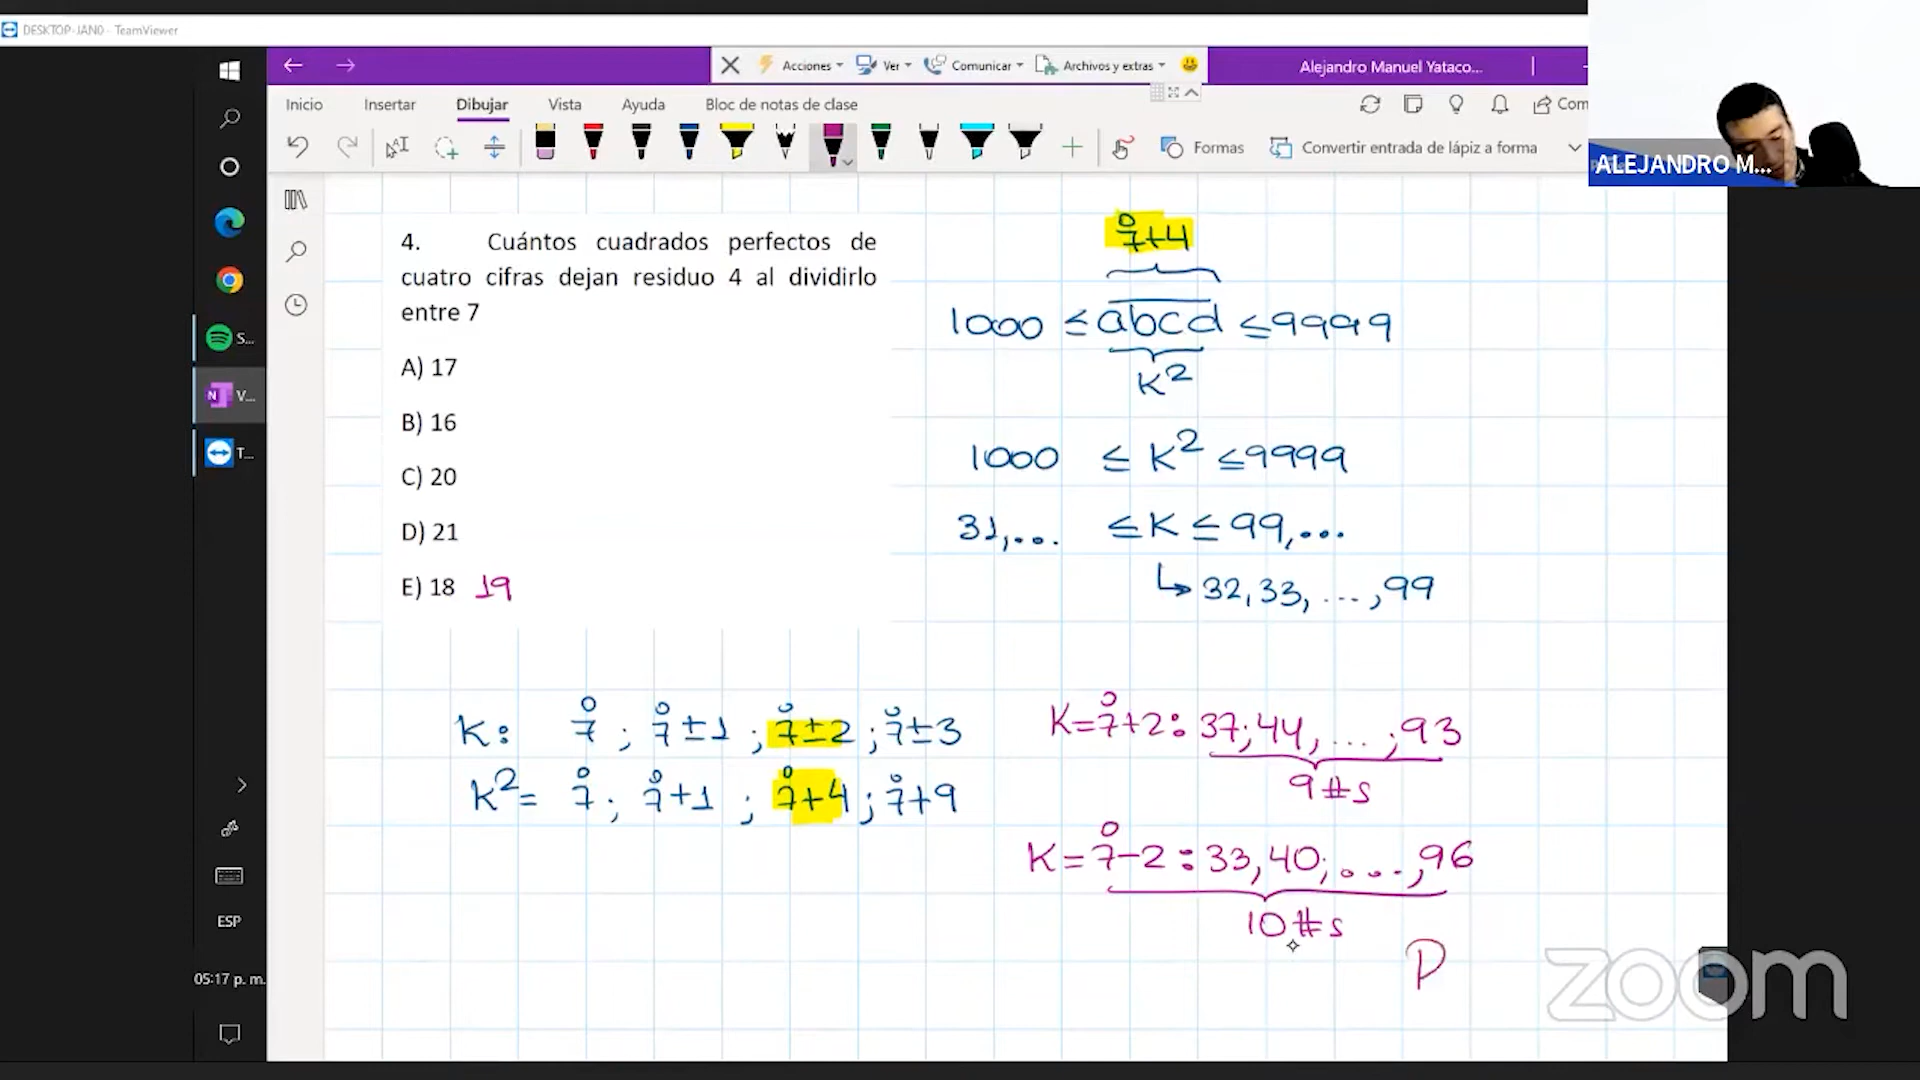 DESKTOP-JAN0 - TeamViewer
Acciones
Ver
Comunicar
Archivos y extras
Alejandro Manuel Yataco...
Inicio
Insertar
Dibujar
Vista
Ayuda
Bloc de notas de clase
Com
Formas
Convertir entrada de lápiz a forma
ALEJANDRO M...
S...
V...
T...
ESP
05:17 p. m.
4. Cuántos cuadrados perfectos de
cuatro cifras dejan residuo 4 al dividirlo
entre 7
A) 17
B) 16
C) 20
D) 21
E) 18 19
7̊+4
1000 ≤ abcd ≤ 9999
K²
1000 ≤ K² ≤ 9999
31,... ≤ K ≤ 99,...
↳ 32, 33, ..., 99
K: 7̊ ; 7̊±1 ; 7̊±2 ; 7̊±3
K²= 7̊ ; 7̊+1 ; 7̊+4 ; 7̊+9
K=7̊+2: 37; 44, ... ; 93
9 #s
K=7̊-2: 33, 40; ...., 96
10 #s
D
zoom